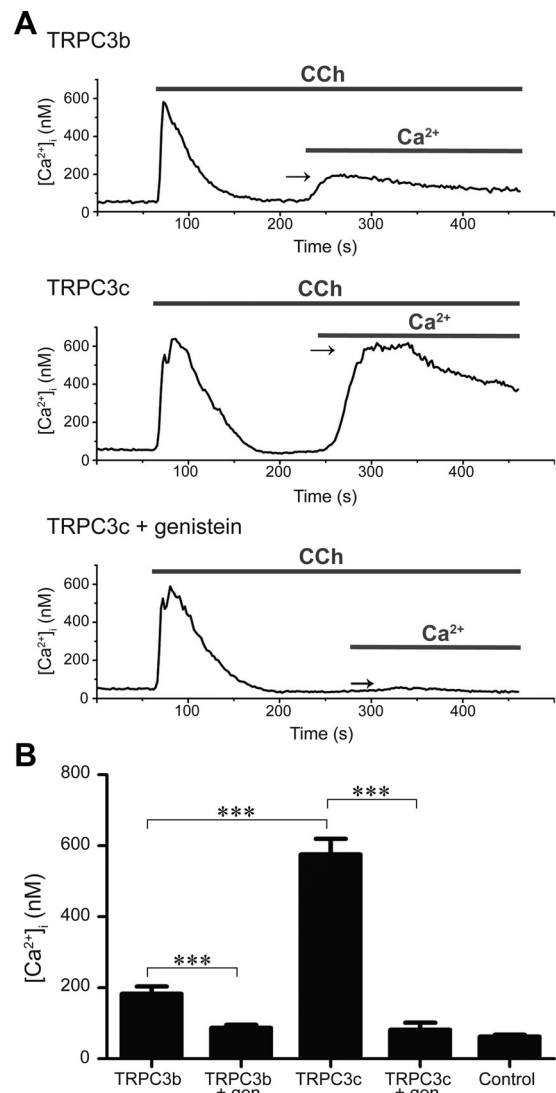 A
TRPC3b
CCh
Ca²⁺
[Ca²⁺]ᵢ (nM)
600
400
200
0
100 200 300 400
Time (s)
TRPC3c
CCh
Ca²⁺
[Ca²⁺]ᵢ (nM)
600
400
200
0
100 200 300 400
Time (s)
TRPC3c + genistein
CCh
Ca²⁺
[Ca²⁺]ᵢ (nM)
600
400
200
0
100 200 300 400
Time (s)
B
[Ca²⁺]ᵢ (nM)
800
600
400
200
0
***
***
***
TRPC3b TRPC3b TRPC3c TRPC3c Control
+ gen + gen